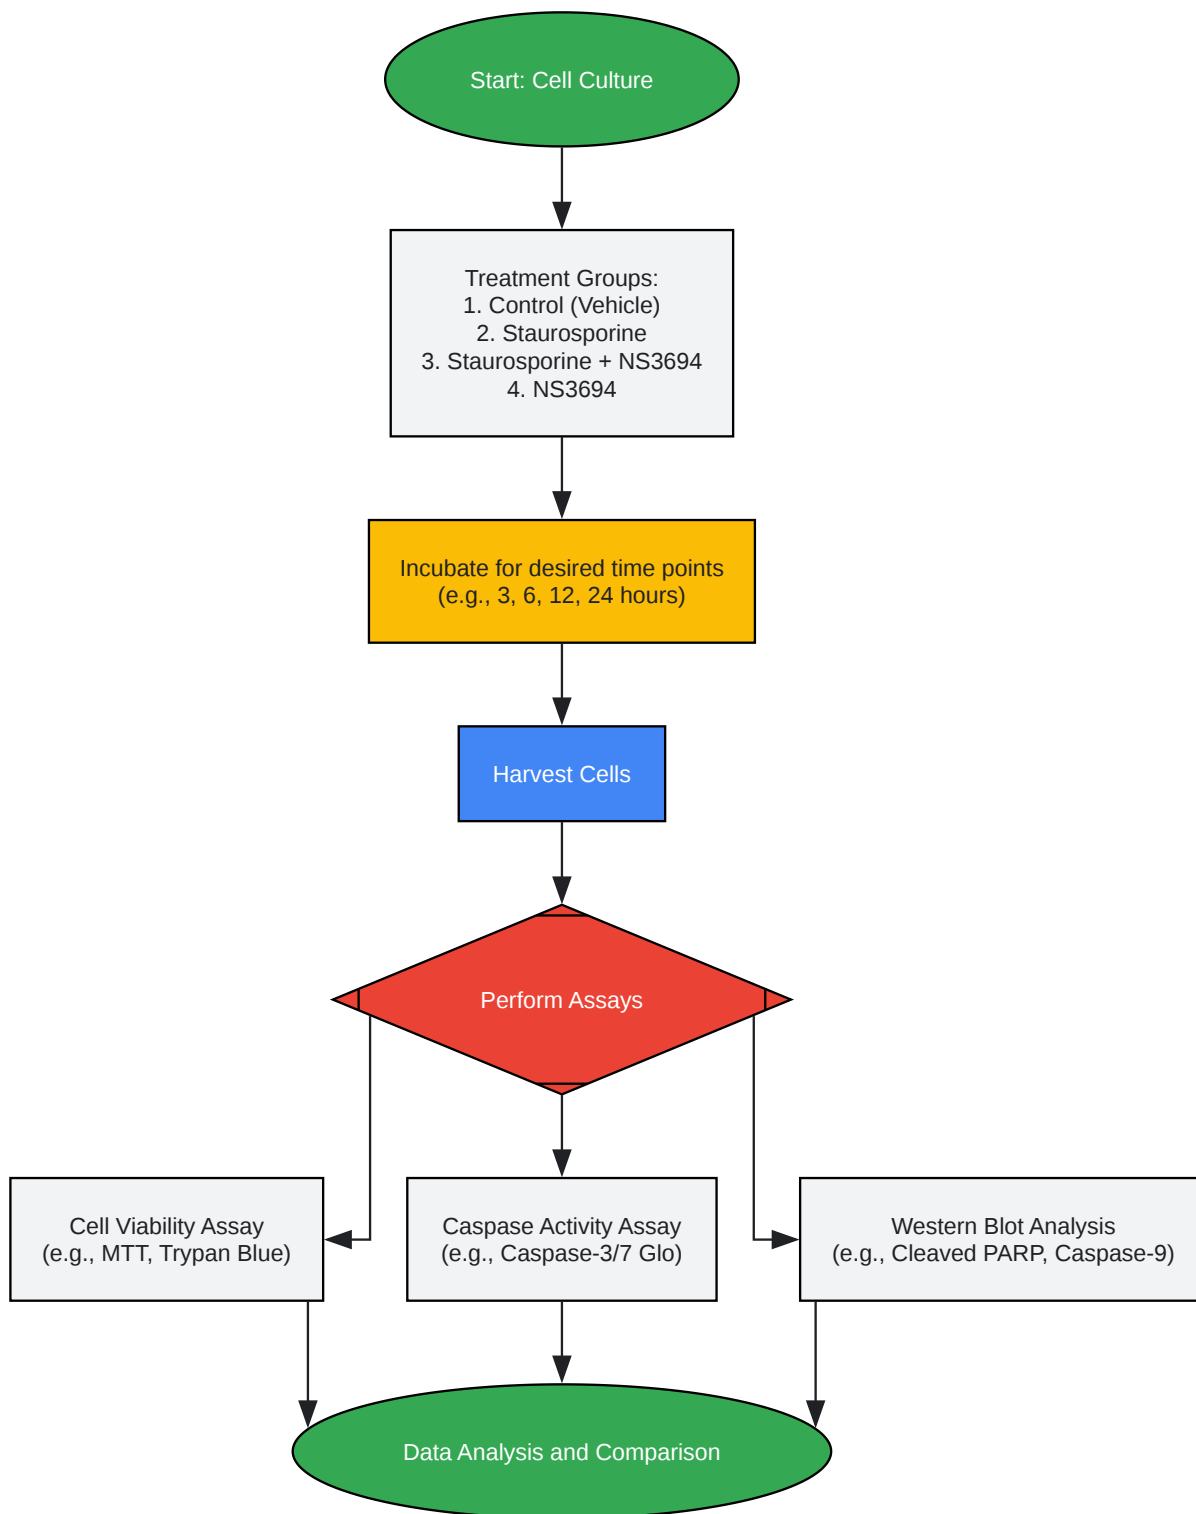 Start: Cell Culture
Treatment Groups:
1. Control (Vehicle)
2. Staurosporine
3. Staurosporine + NS3694
4. NS3694
Incubate for desired time points
(e.g., 3, 6, 12, 24 hours)
Harvest Cells
Perform Assays
Cell Viability Assay
(e.g., MTT, Trypan Blue)
Caspase Activity Assay
(e.g., Caspase-3/7 Glo)
Western Blot Analysis
(e.g., Cleaved PARP, Caspase-9)
Data Analysis and Comparison